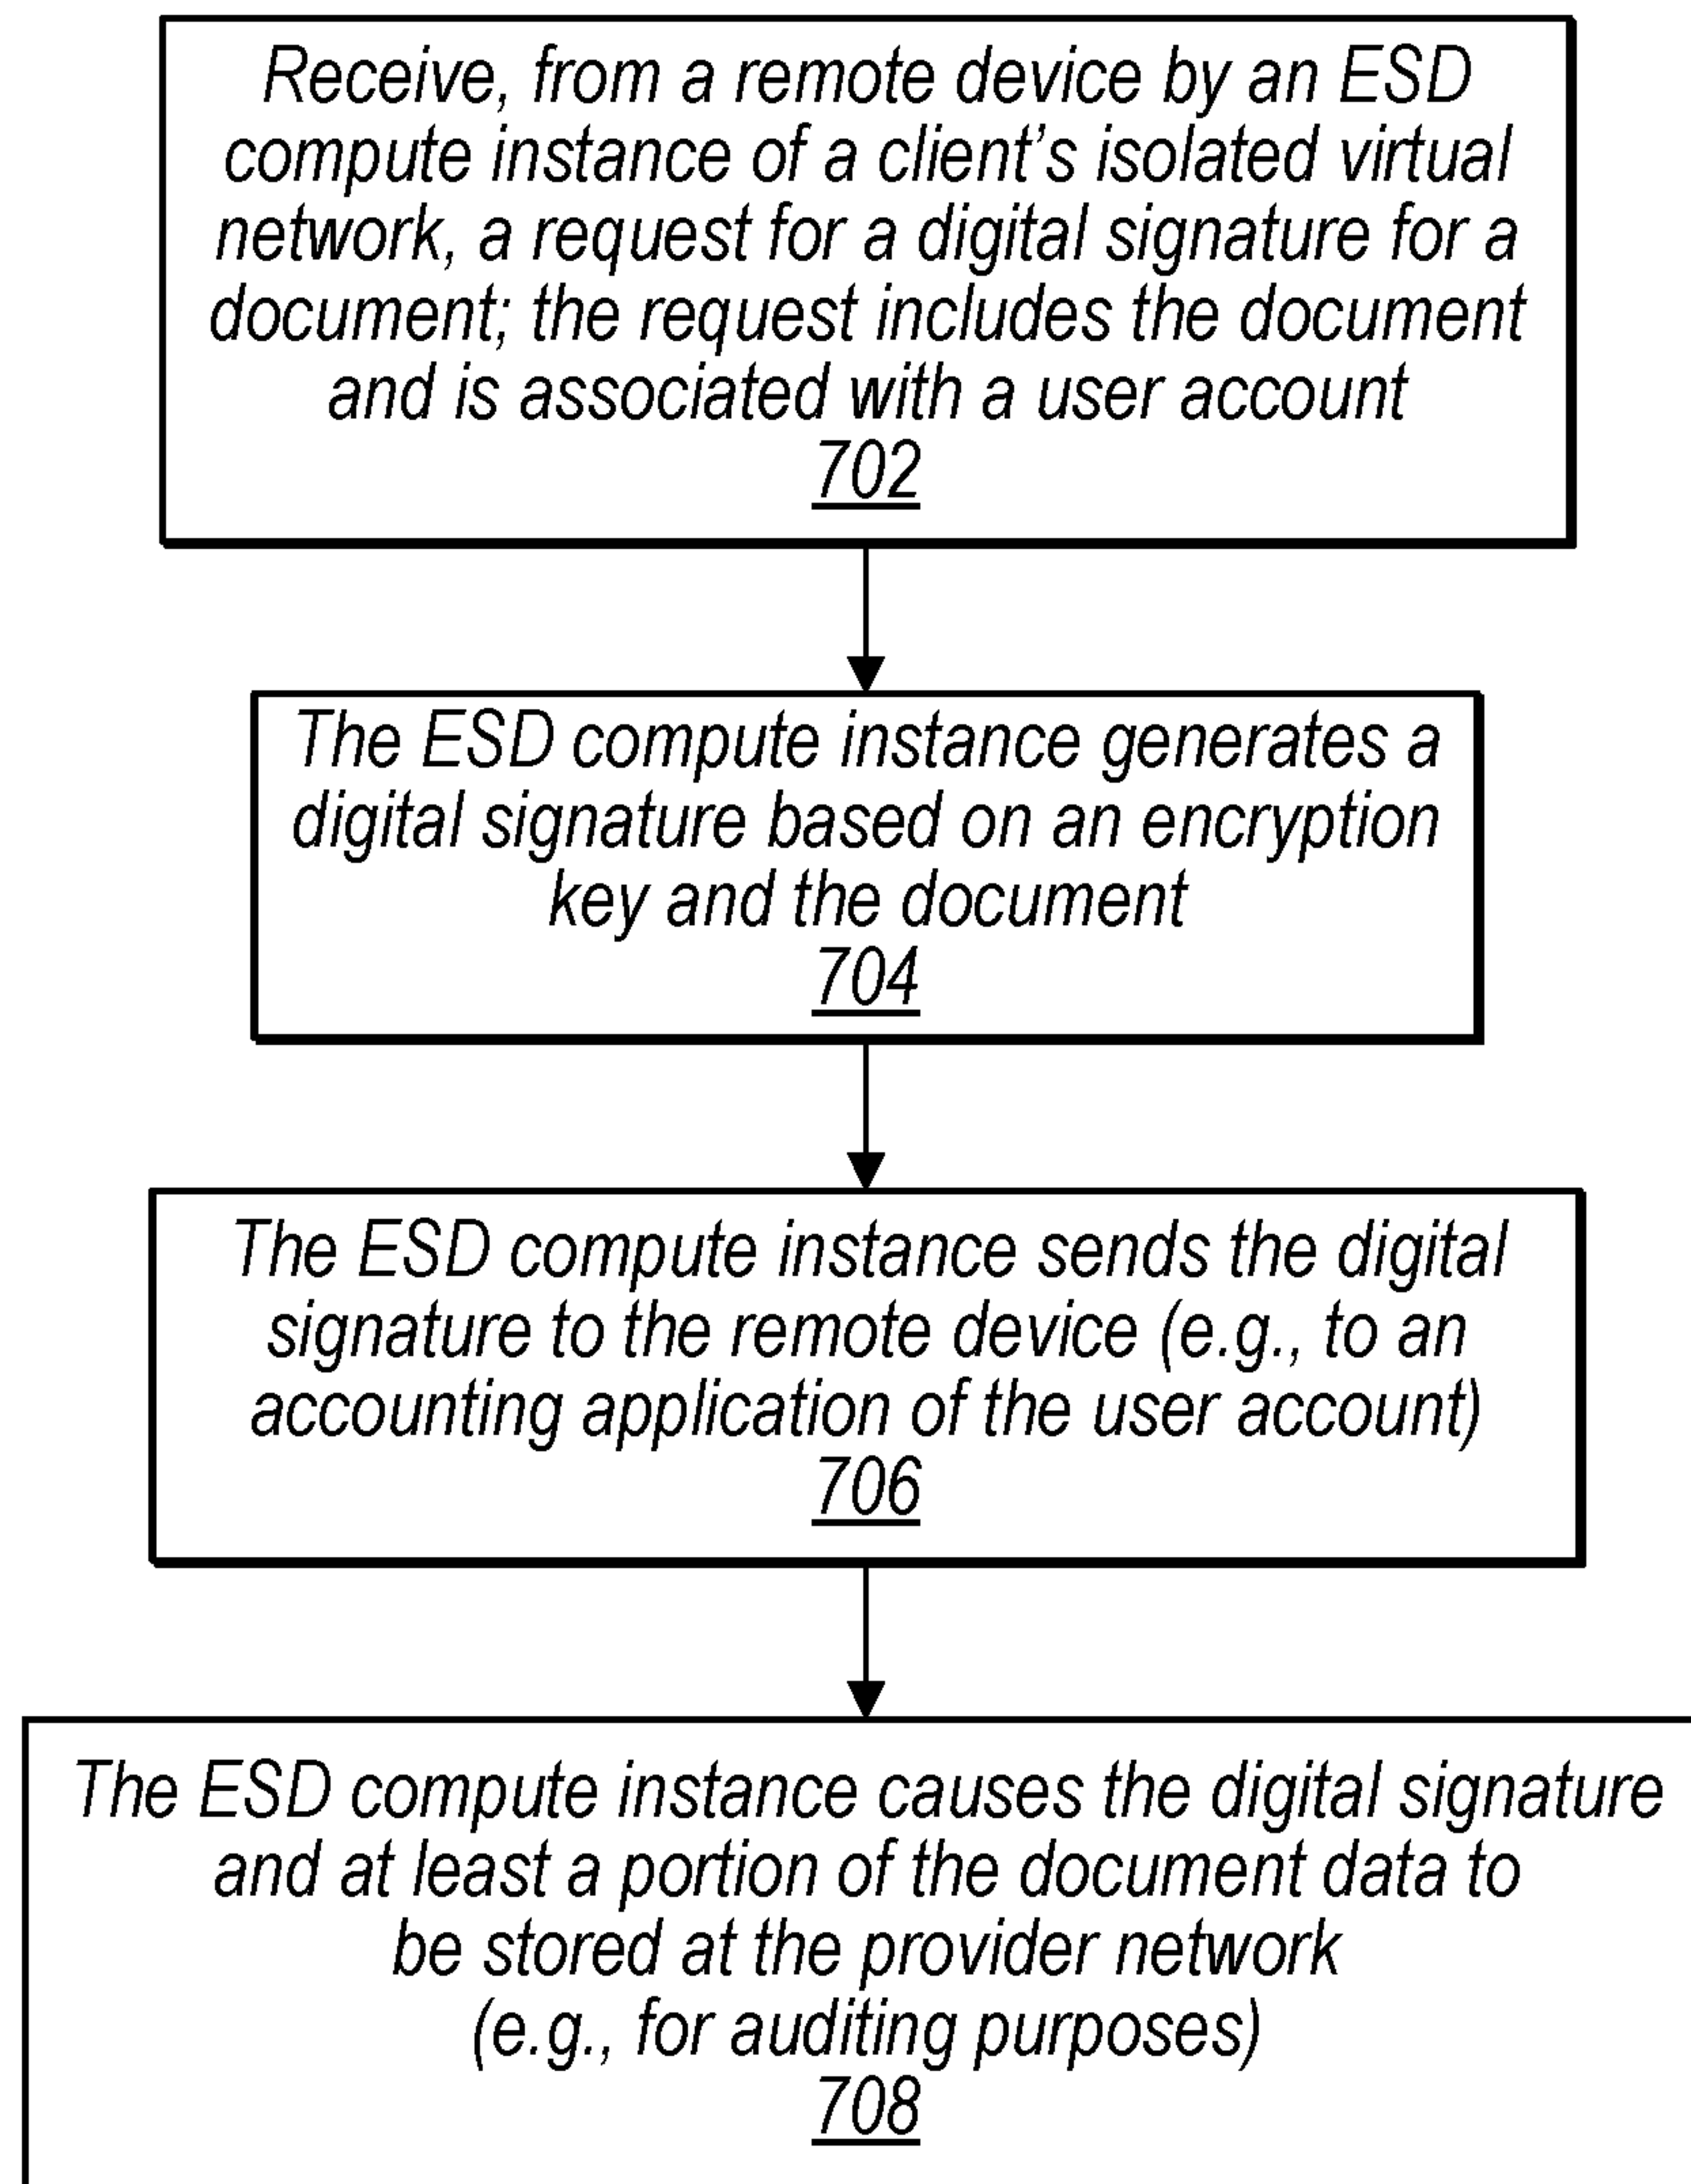 Receive, from a remote device by an ESD
compute instance of a client's isolated virtual
network, a request for a digital signature for a
document; the request includes the document
and is associated with a user account
702
The ESD compute instance generates a
digital signature based on an encryption
key and the document
704
The ESD compute instance sends the digital
signature to the remote device (e.g., to an
accounting application of the user account)
706
The ESD compute instance causes the digital signature
and at least a portion of the document data to
be stored at the provider network
(e.g., for auditing purposes)
708